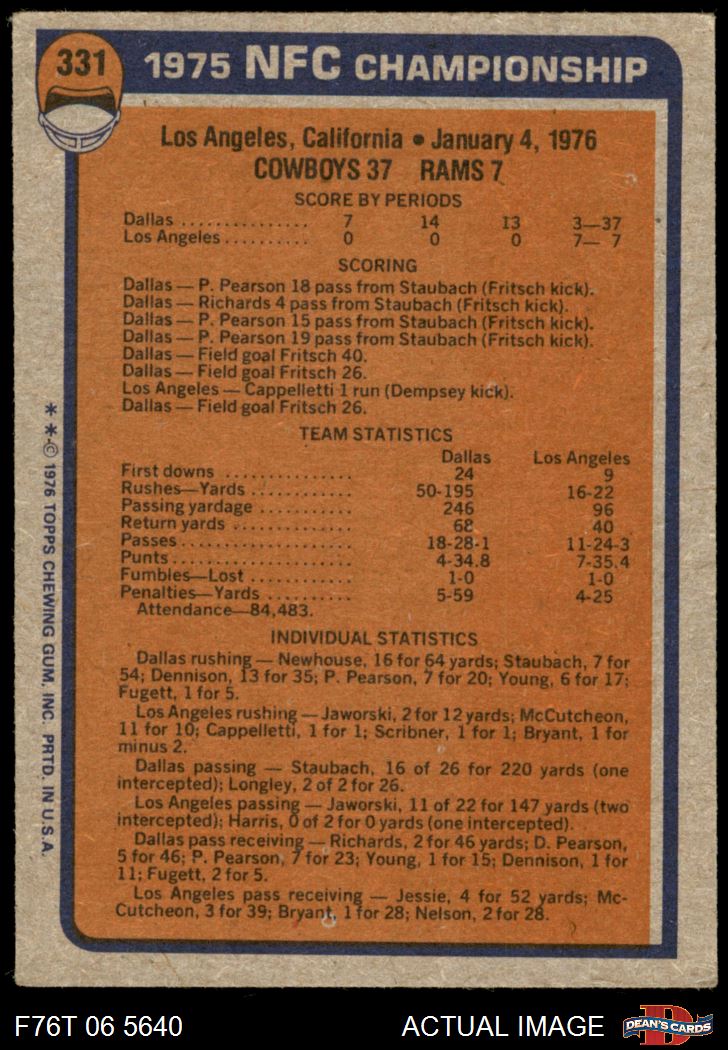 331
1975 NFC CHAMPIONSHIP
Los Angeles, California • January 4, 1976
COWBOYS 37 RAMS 7
SCORE BY PERIODS
Dallas ............... 7 14 13 3—37
Los Angeles .......... 0 0 0 7— 7
SCORING
Dallas — P. Pearson 18 pass from Staubach (Fritsch kick).
Dallas — Richards 4 pass from Staubach (Fritsch kick).
Dallas — P. Pearson 15 pass from Staubach (Fritsch kick).
Dallas — P. Pearson 19 pass from Staubach (Fritsch kick).
Dallas — Field goal Fritsch 40.
Dallas — Field goal Fritsch 26.
Los Angeles — Cappelletti 1 run (Dempsey kick).
Dallas — Field goal Fritsch 26.
TEAM STATISTICS
Dallas Los Angeles
First downs ............... 24 9
Rushes—Yards ............ 50-195 16-22
Passing yardage ........... 246 96
Return yards .............. 68 40
Passes .................... 18-28-1 11-24-3
Punts ..................... 4-34.8 7-35.4
Fumbles—Lost ............ 1-0 1-0
Penalties—Yards .......... 5-59 4-25
Attendance—84,483.
INDIVIDUAL STATISTICS
Dallas rushing — Newhouse, 16 for 64 yards; Staubach, 7 for
54; Dennison, 13 for 35; P. Pearson, 7 for 20; Young, 6 for 17;
Fugett, 1 for 5.
Los Angeles rushing — Jaworski, 2 for 12 yards; McCutcheon,
11 for 10; Cappelletti, 1 for 1; Scribner, 1 for 1; Bryant, 1 for
minus 2.
Dallas passing — Staubach, 16 of 26 for 220 yards (one
intercepted); Longley, 2 of 2 for 26.
Los Angeles passing — Jaworski, 11 of 22 for 147 yards (two
intercepted); Harris, 0 of 2 for 0 yards (one intercepted).
Dallas pass receiving — Richards, 2 for 46 yards; D. Pearson,
5 for 46; P. Pearson, 7 for 23; Young, 1 for 15; Dennison, 1 for
11; Fugett, 2 for 5.
Los Angeles pass receiving — Jessie, 4 for 52 yards; Mc-
Cutcheon, 3 for 39; Bryant, 1 for 28; Nelson, 2 for 28.
* * © 1976 TOPPS CHEWING GUM, INC. PRTD. IN U.S.A.
F76T 06 5640 ACTUAL IMAGE
D
DEAN'S CARDS